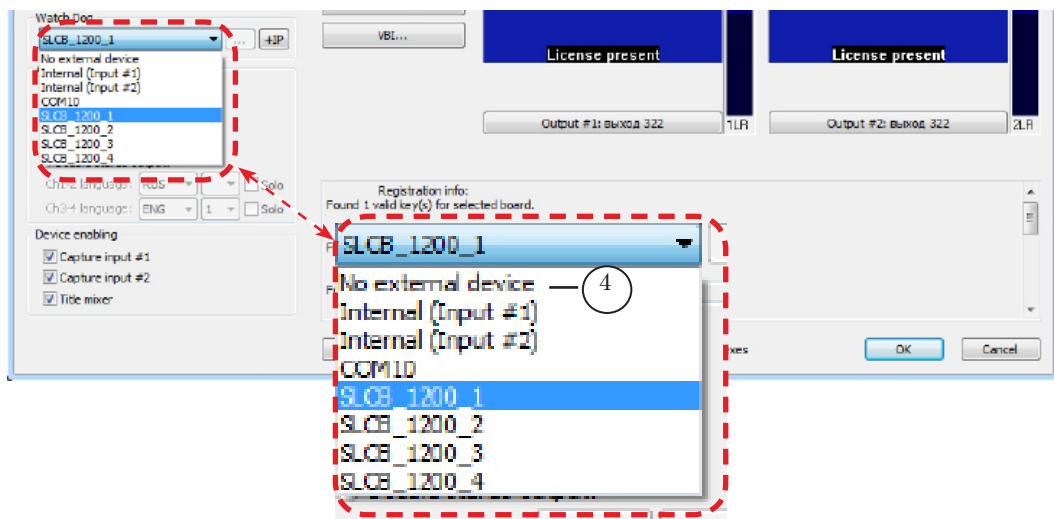 Watch Dog
SLCB_1200_1
...
+IP
VBI...
No external device
Internal (Input #1)
Internal (Input #2)
COM10
SLCB_1200_1
SLCB_1200_2
SLCB_1200_3
SLCB_1200_4
License present
License present
Output #1: выход 322
1LR
Output #2: выход 322
2LR
Ch1-2 language: RUS
Solo
Ch3-4 language: ENG 1
Solo
Registration info:
Found 1 valid key(s) for selected board.
Device enabling
Capture input #1
Capture input #2
Title mixer
SLCB_1200_1
No external device
4
Internal (Input #1)
Internal (Input #2)
COM10
SLCB_1200_1
SLCB_1200_2
SLCB_1200_3
SLCB_1200_4
OK
Cancel